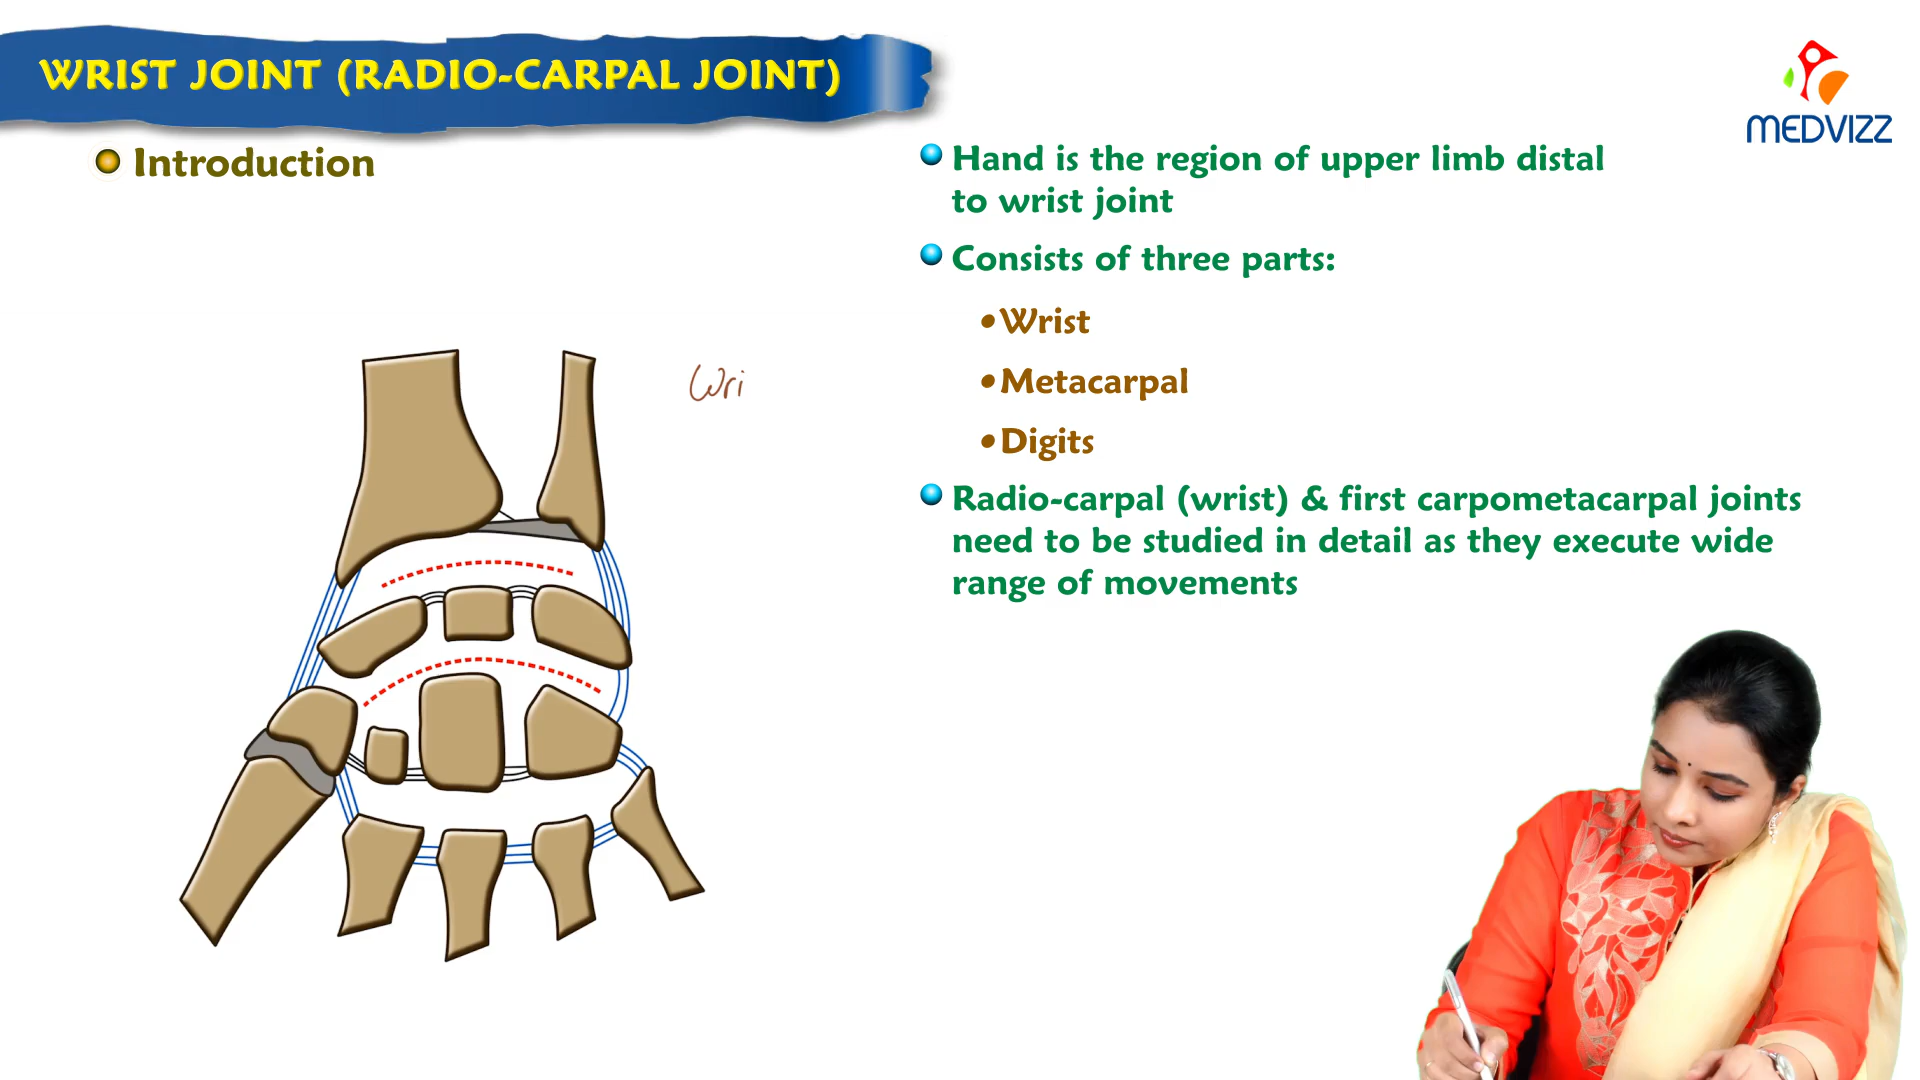 WRIST JOINT (RADIO-CARPAL JOINT)
MEDVIZZ
Introduction
Wri
Hand is the region of upper limb distal
to wrist joint
Consists of three parts:
•Wrist
•Metacarpal
•Digits
Radio-carpal (wrist) & first carpometacarpal joints
need to be studied in detail as they execute wide
range of movements